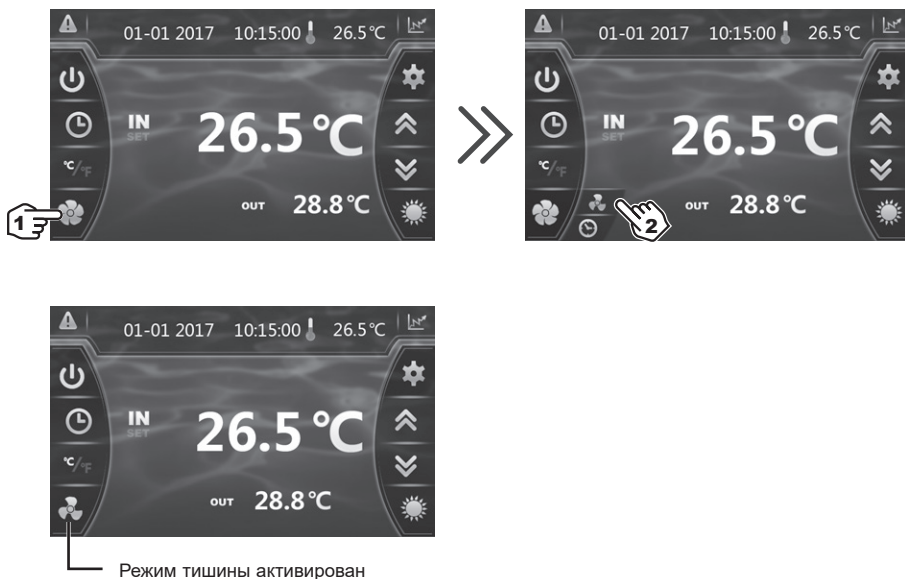 01-01 2017 10:15:00 26.5℃
IN
SET
26.5℃
℃/℉
OUT 28.8℃
1
01-01 2017 10:15:00 26.5℃
IN
SET
26.5℃
℃/℉
OUT 28.8℃
2
01-01 2017 10:15:00 26.5℃
IN
SET
26.5℃
℃/℉
OUT 28.8℃
Режим тишины активирован